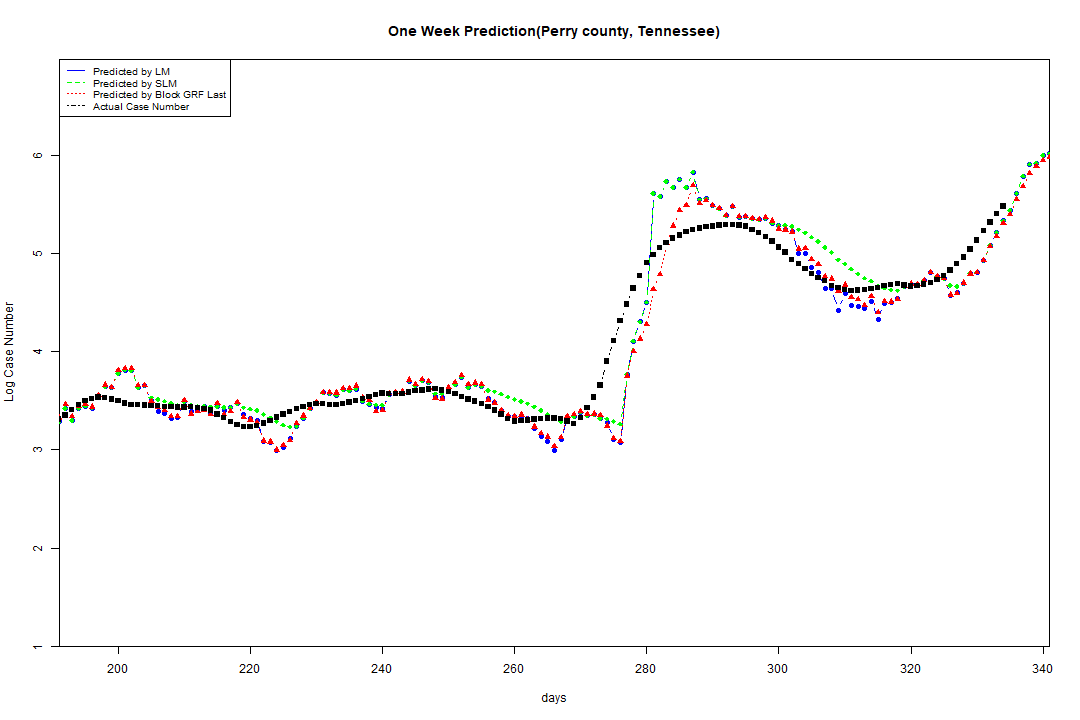 One Week Prediction(Perry county, Tennessee)
Predicted by LM
Predicted by SLM
Predicted by Block GRF Last
Actual Case Number
6
5
4
3
2
1
Log Case Number
200 220 240 260 280 300 320 340
days